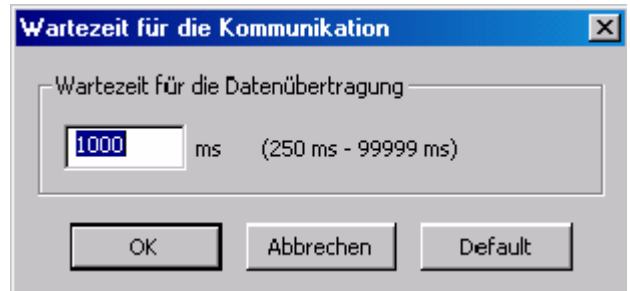 Wartezeit für die Kommunikation
Wartezeit für die Datenübertragung
1000 ms (250 ms - 99999 ms)
OK Abbrechen Default